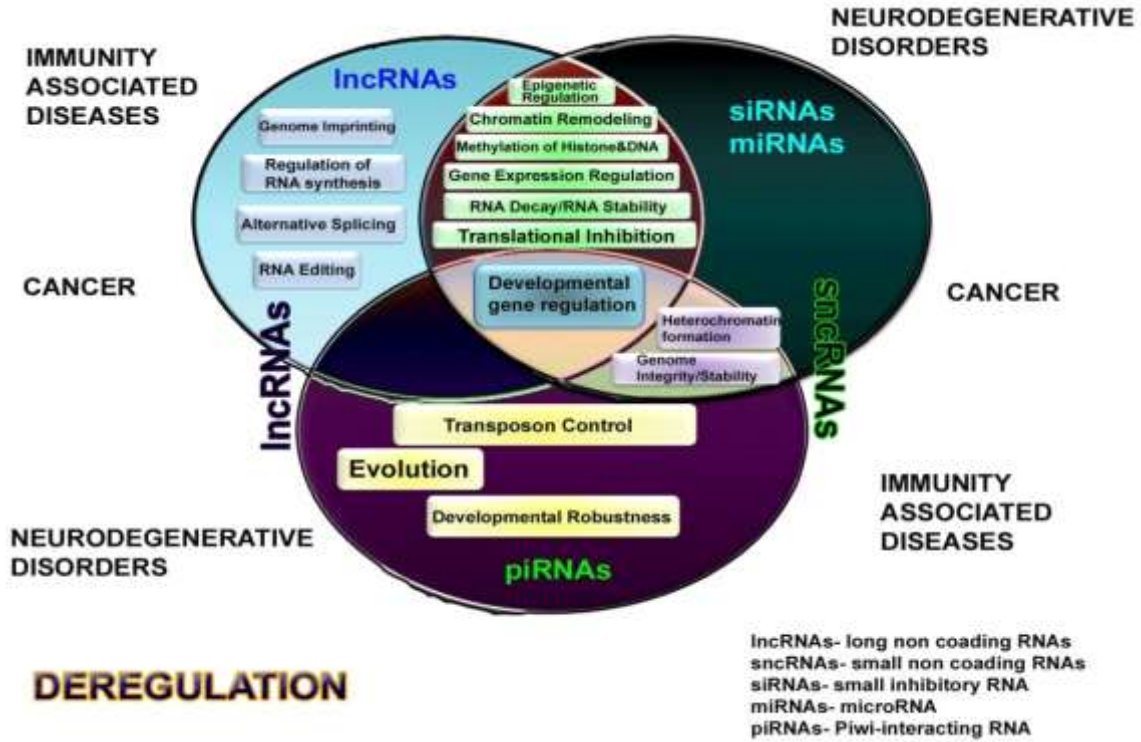 NEURODEGENERATIVE
DISORDERS
IMMUNITY
ASSOCIATED
DISEASES
lncRNAs
Genome Imprinting
Regulation of
RNA synthesis
Alternative Splicing
RNA Editing
Epigenetic
Regulation
Chromatin Remodeling
Methylation of Histone&DNA
Gene Expression Regulation
RNA Decay/RNA Stability
Translational Inhibition
siRNAs
miRNAs
CANCER
Developmental
gene regulation
Heterochromatin
formation
Genome
Integrity/Stability
CANCER
lncRNAs
sncRNAs
Transposon Control
Evolution
Developmental Robustness
piRNAs
NEURODEGENERATIVE
DISORDERS
IMMUNITY
ASSOCIATED
DISEASES
DEREGULATION
lncRNAs- long non coading RNAs
sncRNAs- small non coading RNAs
siRNAs- small inhibitory RNA
miRNAs- microRNA
piRNAs- Piwi-interacting RNA